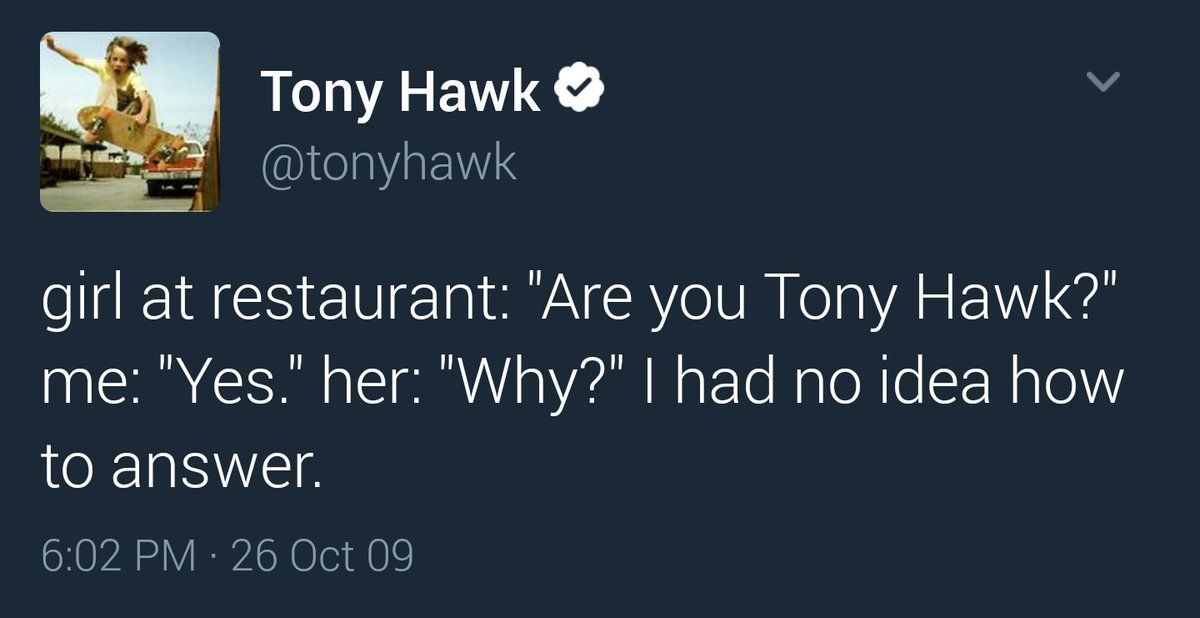 Tony Hawk
@tonyhawk
girl at restaurant: "Are you Tony Hawk?"
me: "Yes." her: "Why?" I had no idea how
to answer.
6:02 PM · 26 Oct 09